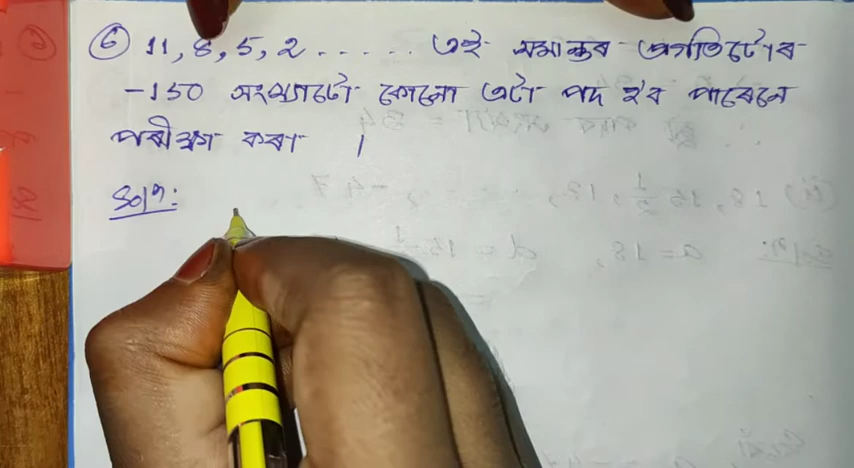 ⑥ 11, 8, 5, 2 ..... এই সমান্তৰ প্ৰগতিটোৰ
-150 সংখ্যাটো কোনো এটা পদ হ'ব পাৰেনে
পৰীক্ষা কৰা ।
Solⁿ: